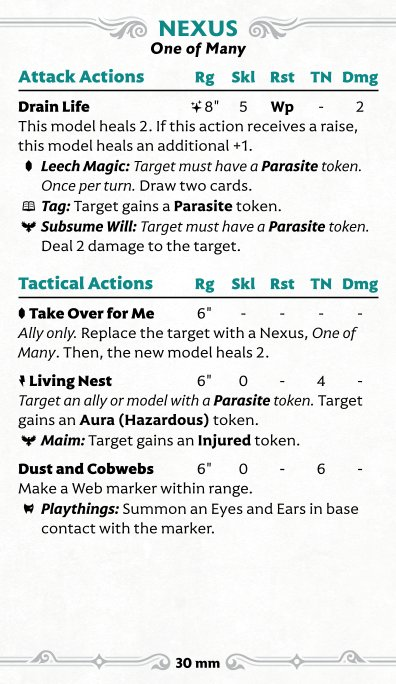 NEXUS
One of Many
Attack Actions Rg Skl Rst TN Dmg
Drain Life 8" 5 Wp - 2
This model heals 2. If this action receives a raise,
this model heals an additional +1.
Leech Magic: Target must have a Parasite token.
Once per turn. Draw two cards.
Tag: Target gains a Parasite token.
Subsume Will: Target must have a Parasite token.
Deal 2 damage to the target.
Tactical Actions Rg Skl Rst TN Dmg
Take Over for Me 6" - - - -
Ally only. Replace the target with a Nexus, One of
Many. Then, the new model heals 2.
Living Nest 6" 0 - 4 -
Target an ally or model with a Parasite token. Target
gains an Aura (Hazardous) token.
Maim: Target gains an Injured token.
Dust and Cobwebs 6" 0 - 6 -
Make a Web marker within range.
Playthings: Summon an Eyes and Ears in base
contact with the marker.
30 mm